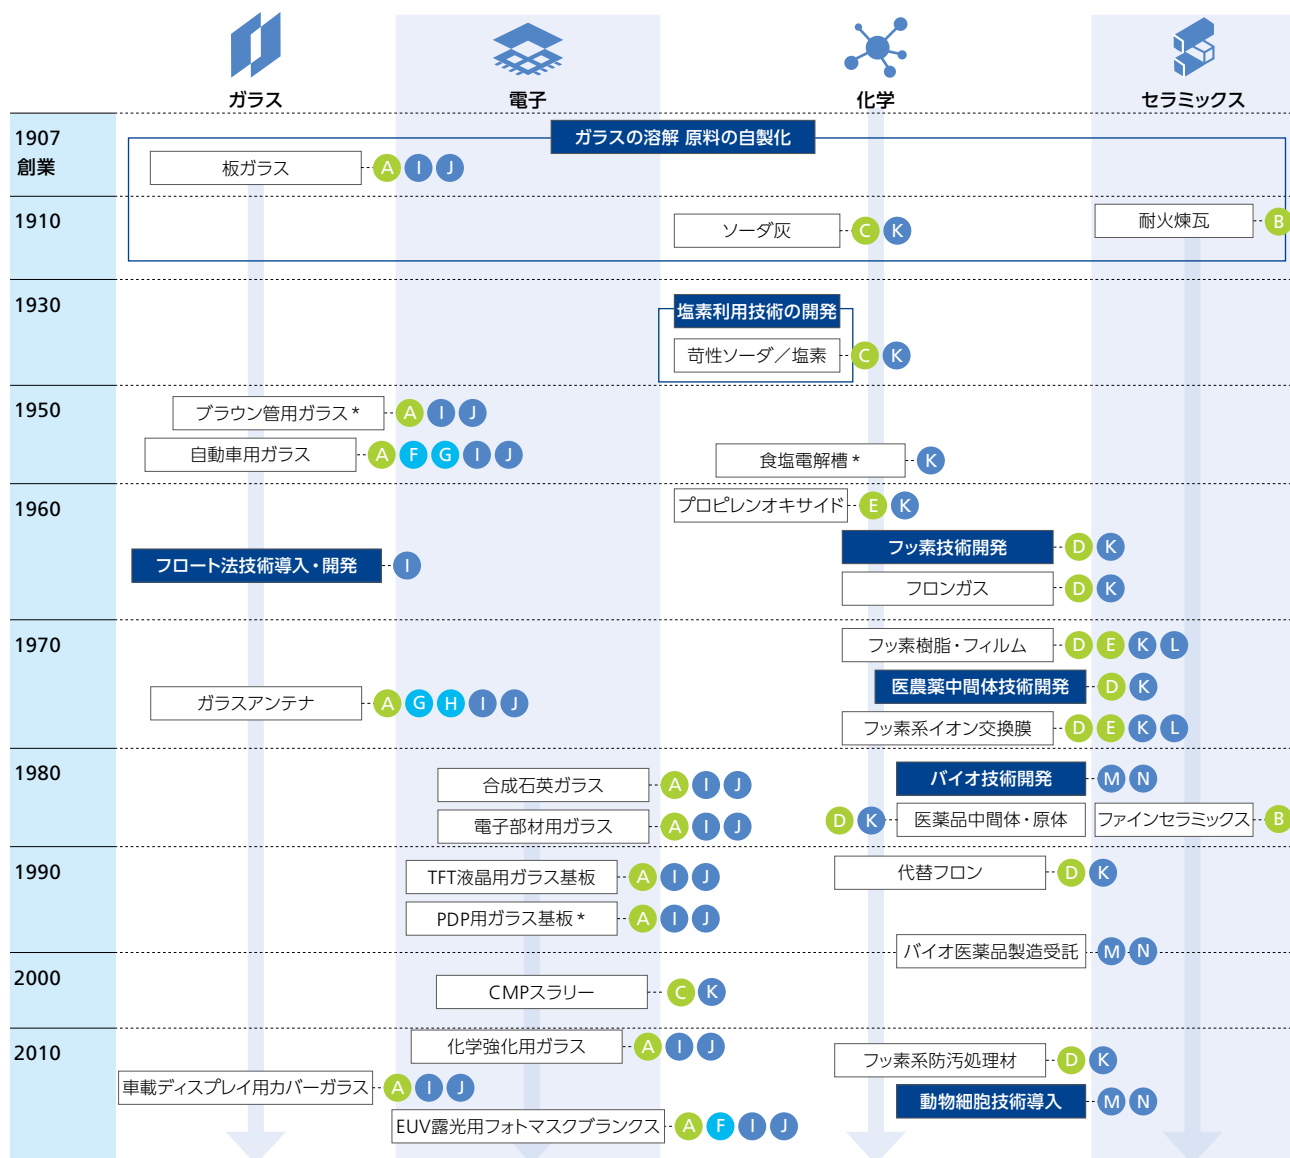 ガラス
電子
化学
セラミックス
1907
創業
ガラスの溶解 原料の自製化
板ガラス A I J
1910
ソーダ灰 C K
耐火煉瓦 B
1930
塩素利用技術の開発
苛性ソーダ／塩素 C K
1950
ブラウン管用ガラス* A I J
自動車用ガラス A F G I J
食塩電解槽* K
1960
プロピレンオキサイド E K
フッ素技術開発 D K
フロート法技術導入・開発 I
フロンガス D K
1970
フッ素樹脂・フィルム D E K L
医農薬中間体技術開発 D K
ガラスアンテナ A G H I J
フッ素系イオン交換膜 D E K L
1980
合成石英ガラス A I J
バイオ技術開発 M N
電子部材用ガラス A I J
D K 医薬品中間体・原体
ファインセラミックス B
1990
TFT液晶用ガラス基板 A I J
代替フロン D K
PDP用ガラス基板* A I J
バイオ医薬品製造受託 M N
2000
CMPスラリー C K
2010
化学強化用ガラス A I J
フッ素系防汚処理材 D K
車載ディスプレイ用カバーガラス A I J
動物細胞技術導入 M N
EUV露光用フォトマスクブランクス A F I J